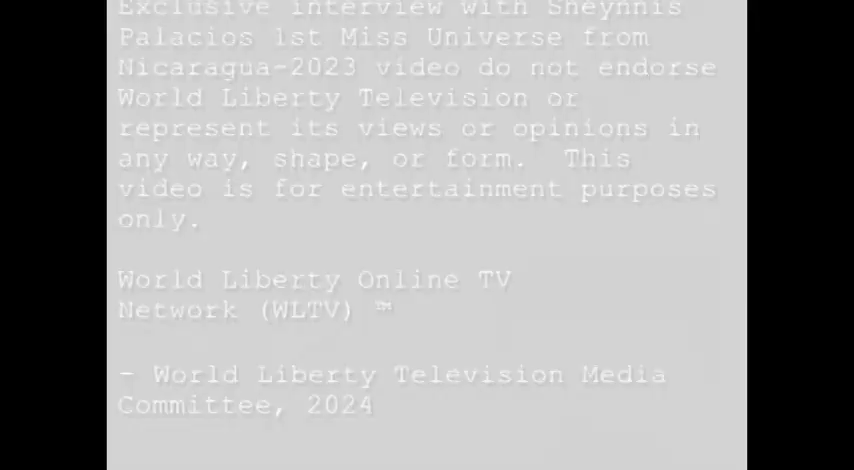 Exclusive interview with Sheynnis
Palacios 1st Miss Universe from
Nicaragua-2023 video do not endorse
World Liberty Television or
represent its views or opinions in
any way, shape, or form.  This
video is for entertainment purposes
only.
World Liberty Online TV
Network (WLTV) ™
- World Liberty Television Media
Committee, 2024